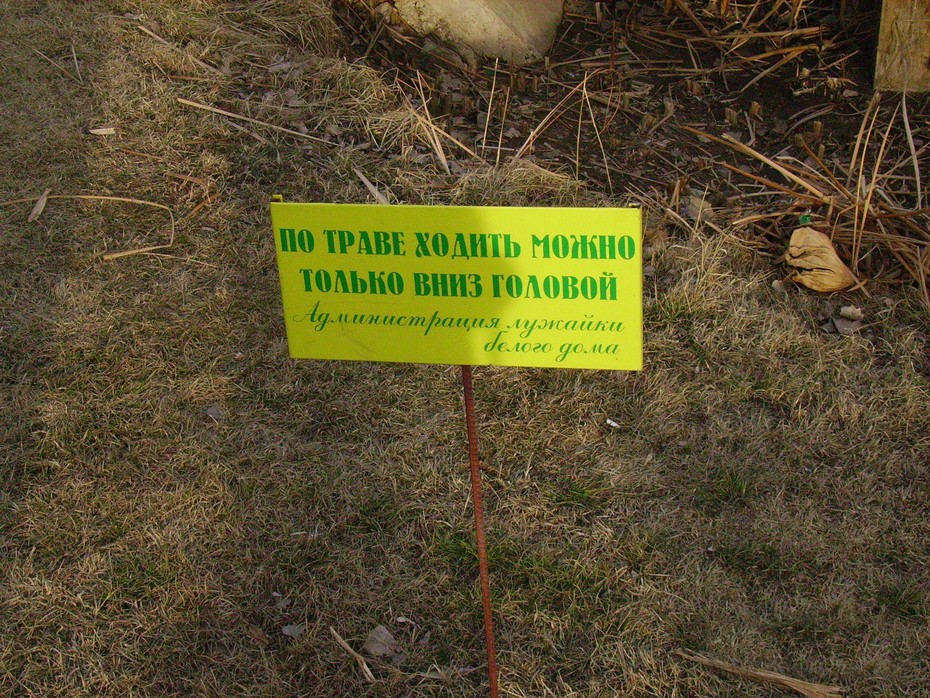 ПО ТРАВЕ ХОДИТЬ МОЖНО
ТОЛЬКО ВНИЗ ГОЛОВОЙ
Администрация лужайки
белого дома